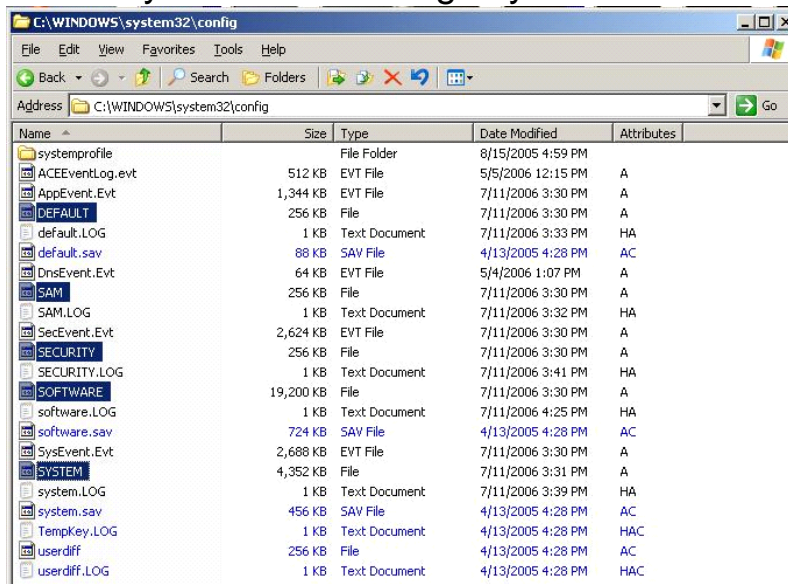 C:\WINDOWS\system32\config
File Edit View Favorites Tools Help
Back Search Folders
Address C:\WINDOWS\system32\config Go
Name Size Type Date Modified Attributes
systemprofile File Folder 8/15/2005 4:59 PM
ACEEventLog.evt 512 KB EVT File 5/5/2006 12:15 PM A
AppEvent.Evt 1,344 KB EVT File 7/11/2006 3:30 PM A
DEFAULT 256 KB File 7/11/2006 3:30 PM A
default.LOG 1 KB Text Document 7/11/2006 3:33 PM HA
default.sav 88 KB SAV File 4/13/2005 4:28 PM AC
DnsEvent.Evt 64 KB EVT File 5/4/2006 1:07 PM A
SAM 256 KB File 7/11/2006 3:30 PM A
SAM.LOG 1 KB Text Document 7/11/2006 3:32 PM HA
SecEvent.Evt 2,624 KB EVT File 7/11/2006 3:30 PM A
SECURITY 256 KB File 7/11/2006 3:30 PM A
SECURITY.LOG 1 KB Text Document 7/11/2006 3:41 PM HA
SOFTWARE 19,200 KB File 7/11/2006 3:30 PM A
software.LOG 1 KB Text Document 7/11/2006 4:25 PM HA
software.sav 724 KB SAV File 4/13/2005 4:28 PM AC
SysEvent.Evt 2,688 KB EVT File 7/11/2006 3:30 PM A
SYSTEM 4,352 KB File 7/11/2006 3:31 PM A
system.LOG 1 KB Text Document 7/11/2006 3:39 PM HA
system.sav 456 KB SAV File 4/13/2005 4:28 PM AC
TempKey.LOG 1 KB Text Document 4/13/2005 4:28 PM HAC
userdiff 256 KB File 4/13/2005 4:28 PM AC
userdiff.LOG 1 KB Text Document 4/13/2005 4:28 PM HAC